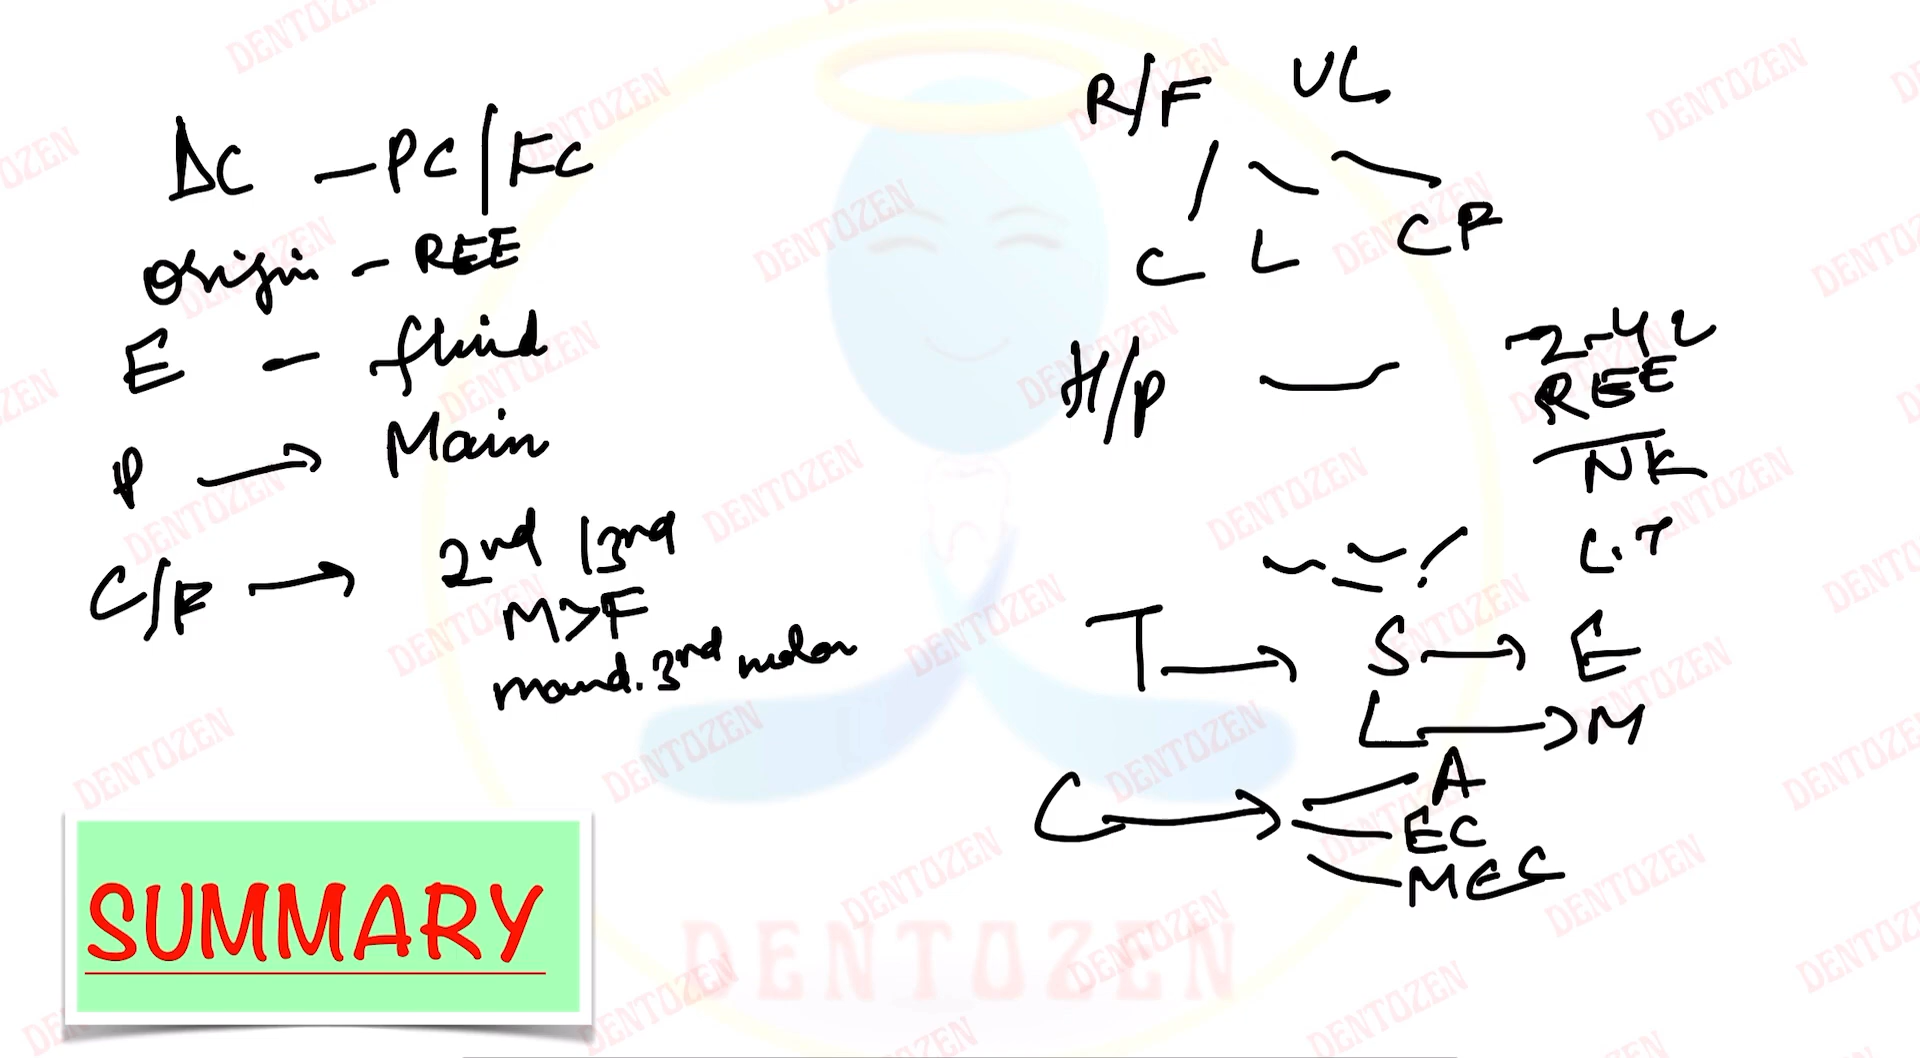 DC - PC/FC
Origin - REE
E - fluid
P → Main
C/F → 2nd/3rd
M>F
mand. 3rd molar
R/F UL
C L CF
H/P - 2-4 L
REE
NK
C.T
T → S → E
L → M
C → A
EC
MEC
SUMMARY
DENTOZEN